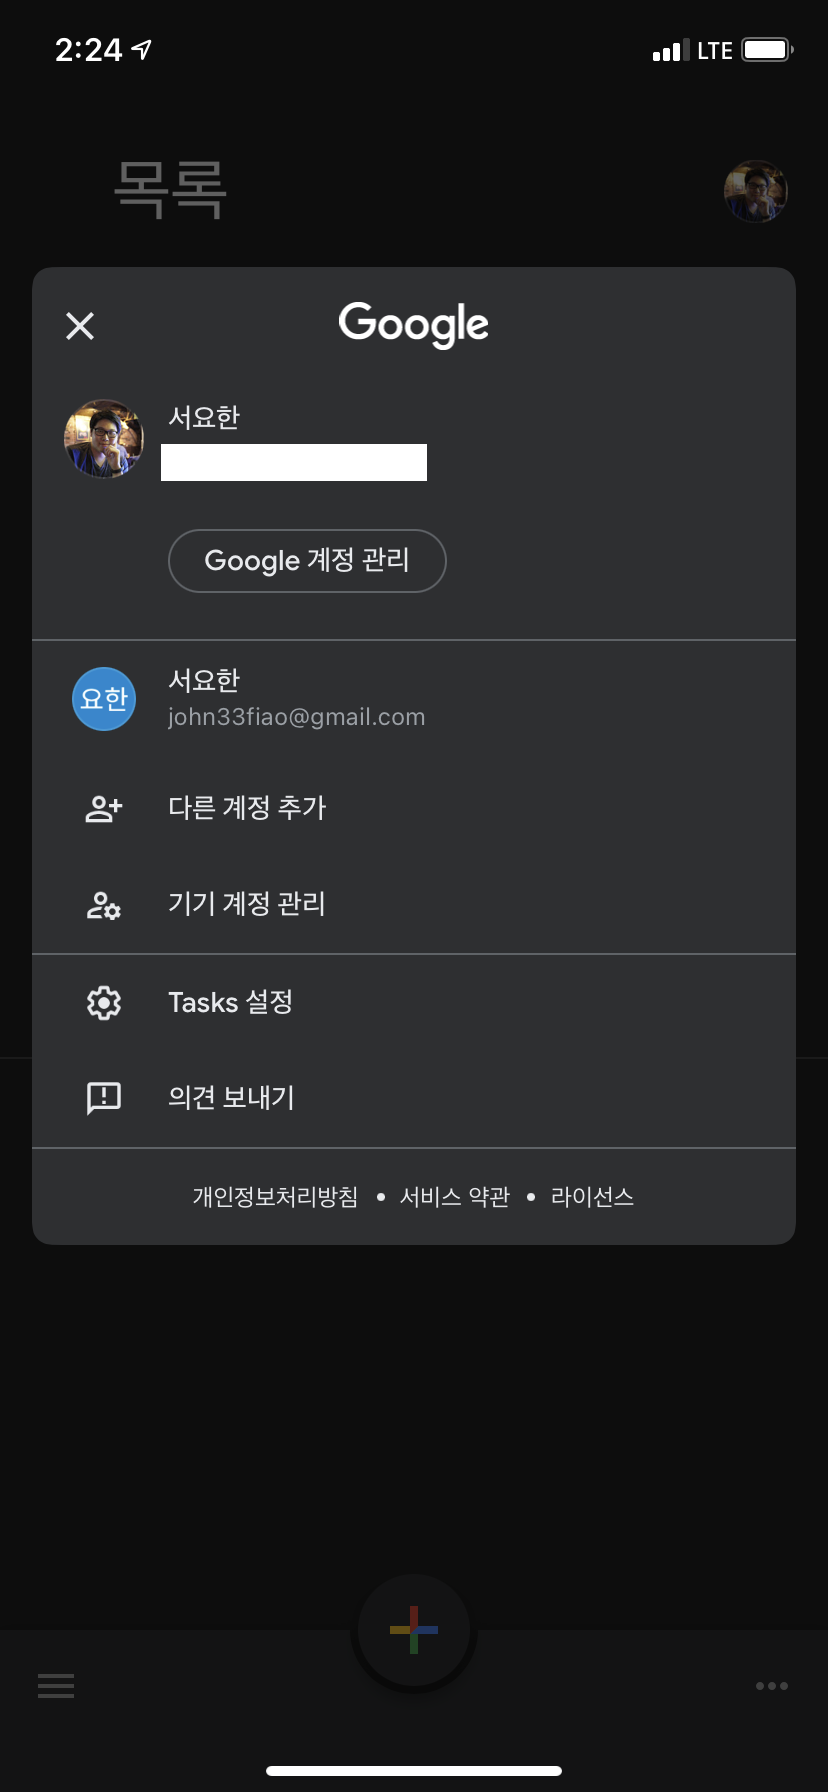 2:24 LTE
목록
Google
서요한
Google 계정 관리
요한
서요한
john33fiao@gmail.com
다른 계정 추가
기기 계정 관리
Tasks 설정
의견 보내기
개인정보처리방침 • 서비스 약관 • 라이선스